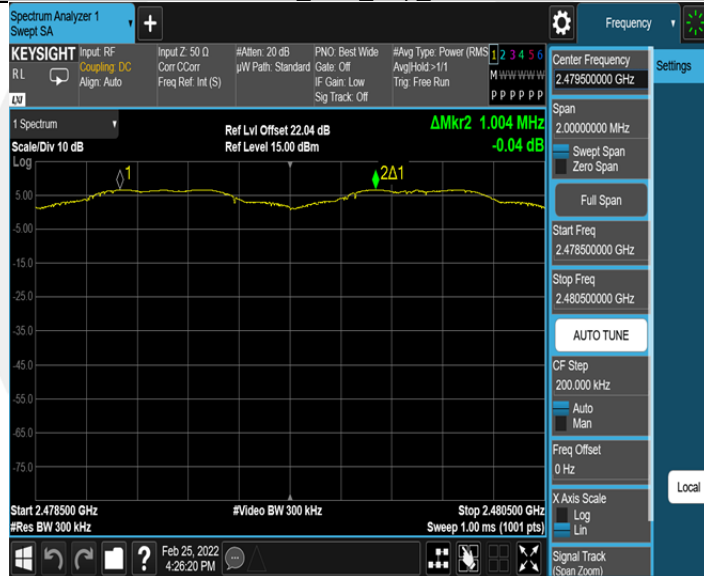 Spectrum Analyzer 1
Swept SA
+
Frequency
KEYSIGHT
RL
LXI
Input: RF
Coupling: DC
Align: Auto
Input Z: 50 Ω
Corr CCorr
Freq Ref: Int (S)
#Atten: 20 dB
µW Path: Standard
PNO: Best Wide
Gate: Off
IF Gain: Low
Sig Track: Off
#Avg Type: Power (RMS
Avg|Hold:>1/1
Trig: Free Run
1 2 3 4 5 6
M W W W W W
P P P P P P
Center Frequency
2.479500000 GHz
Settings
Span
2.00000000 MHz
Swept Span
Zero Span
Full Span
Start Freq
2.478500000 GHz
Stop Freq
2.480500000 GHz
AUTO TUNE
CF Step
200.000 kHz
Auto
Man
Freq Offset
0 Hz
X Axis Scale
Log
Lin
Local
Signal Track
(Span Zoom)
1 Spectrum
Scale/Div 10 dB
Log
Ref Lvl Offset 22.04 dB
Ref Level 15.00 dBm
ΔMkr2 1.004 MHz
-0.04 dB
1
2Δ1
5.00
-5.00
-15.0
-25.0
-35.0
-45.0
-55.0
-65.0
-75.0
Start 2.478500 GHz
#Res BW 300 kHz
#Video BW 300 kHz
Stop 2.480500 GHz
Sweep 1.00 ms (1001 pts)
?
Feb 25, 2022
4:26:20 PM